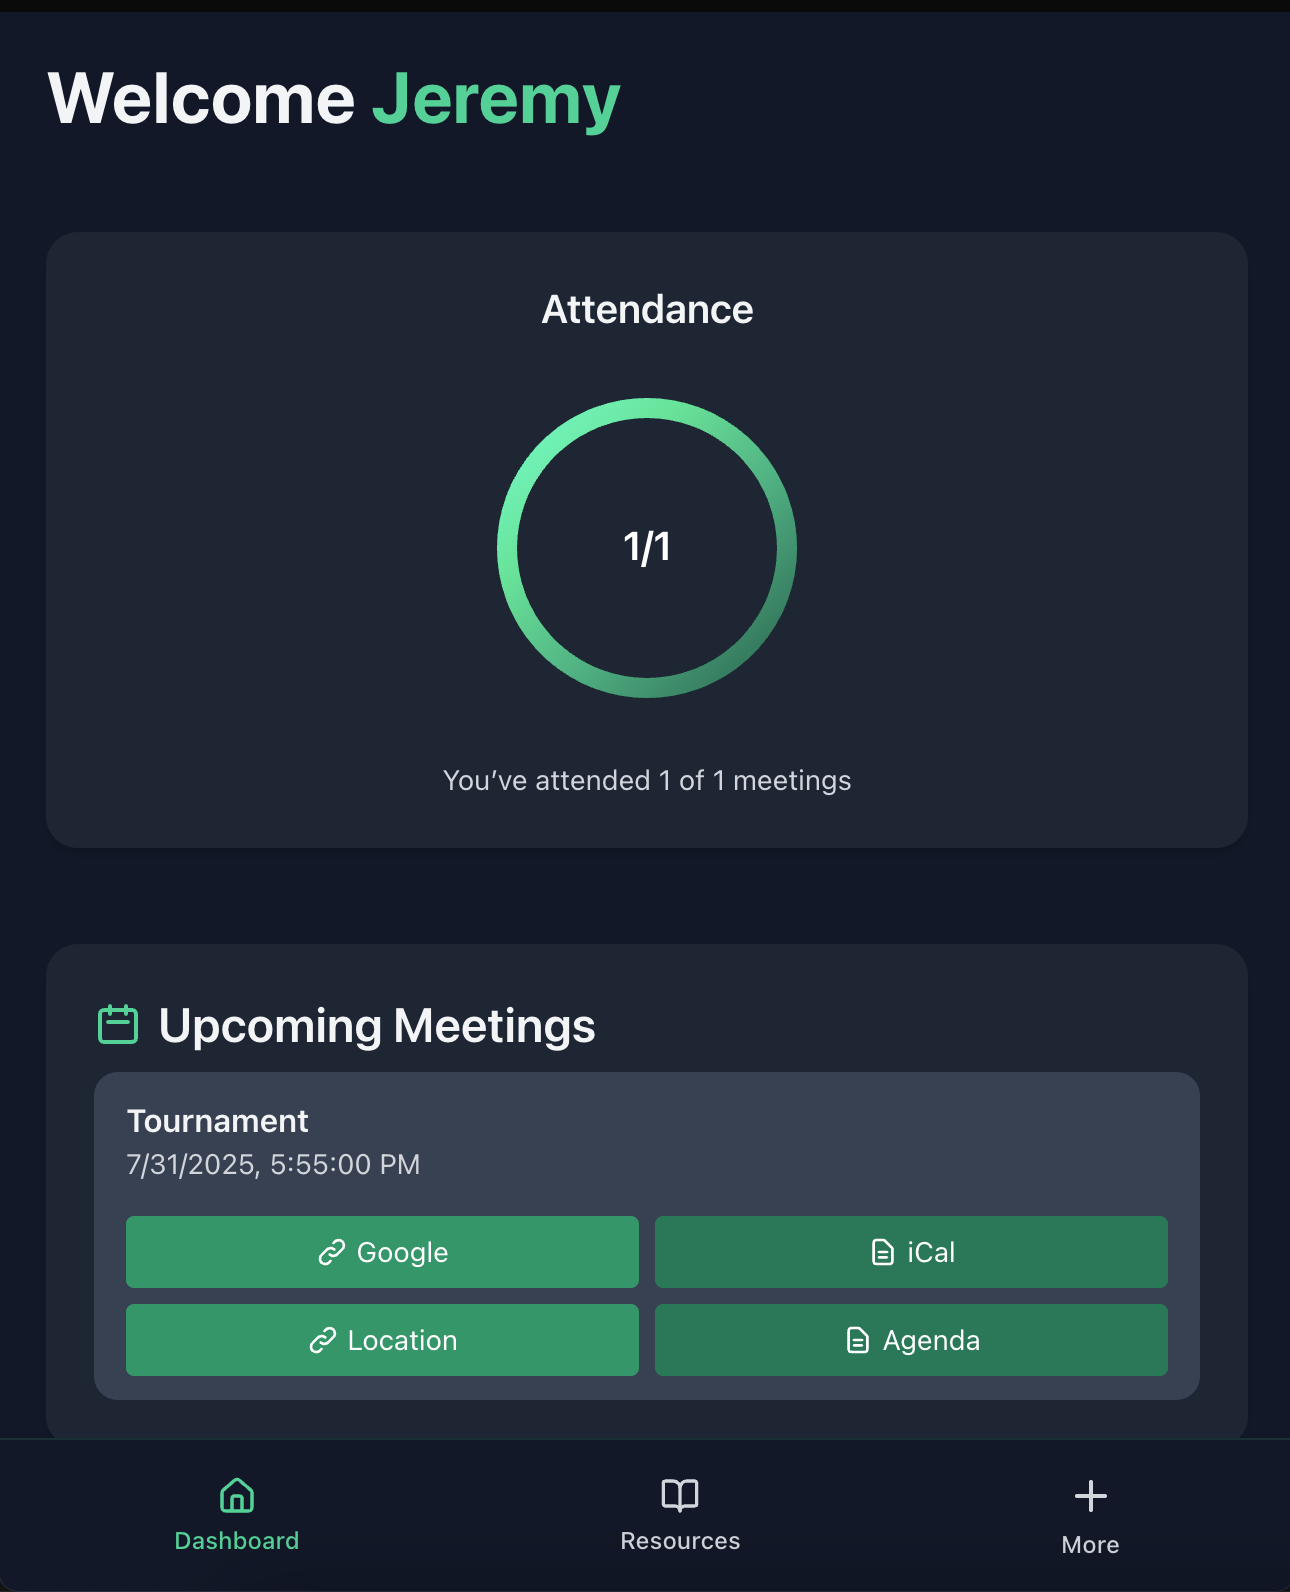 Welcome Jeremy
Attendance
1/1
You’ve attended 1 of 1 meetings
Upcoming Meetings
Tournament
7/31/2025, 5:55:00 PM
Google
iCal
Location
Agenda
Dashboard
Resources
More